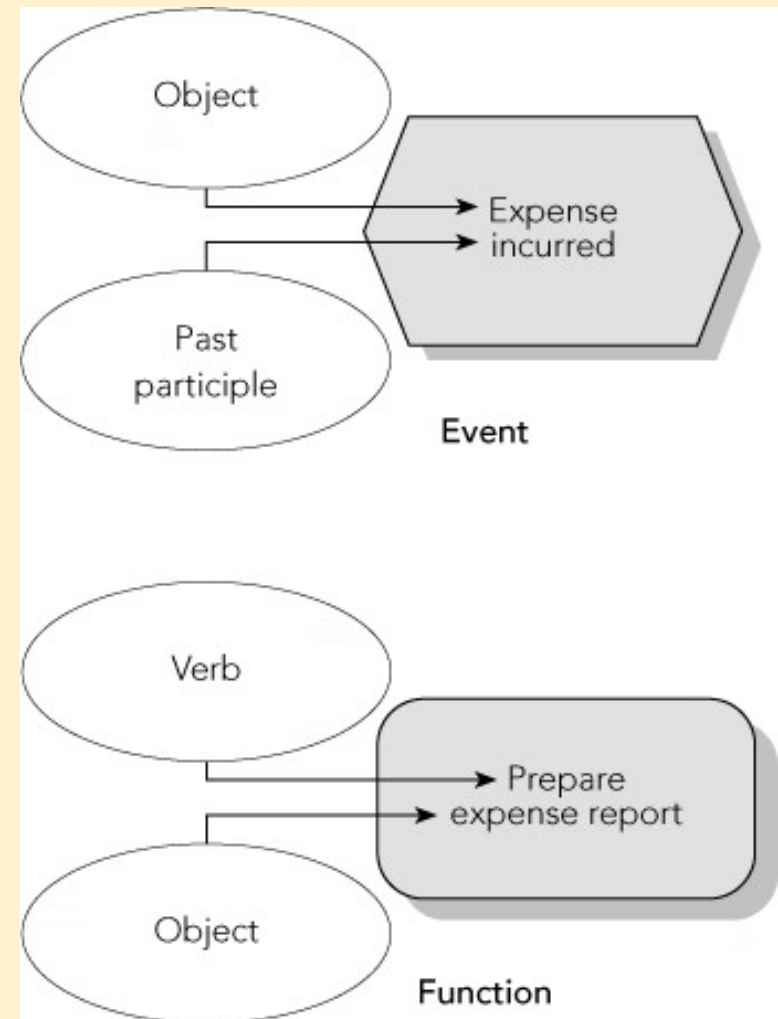 Object
Expense
incurred
Past
participle
Event
Verb
Prepare
expense report
Object
Function